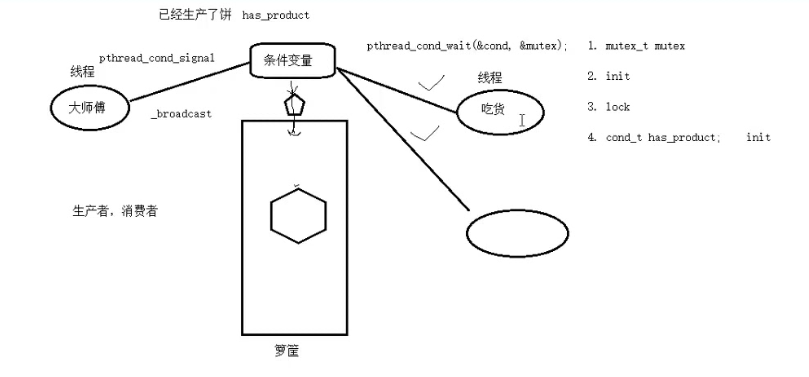 已经生产了饼 has_product
pthread_cond_signal
条件变量
pthread_cond_wait(&cond, &mutex);
1. mutex_t mutex
线程
线程
2. init
大师傅
_broadcast
吃货
3. lock
4. cond_t has_product; init
生产者，消费者
箩筐